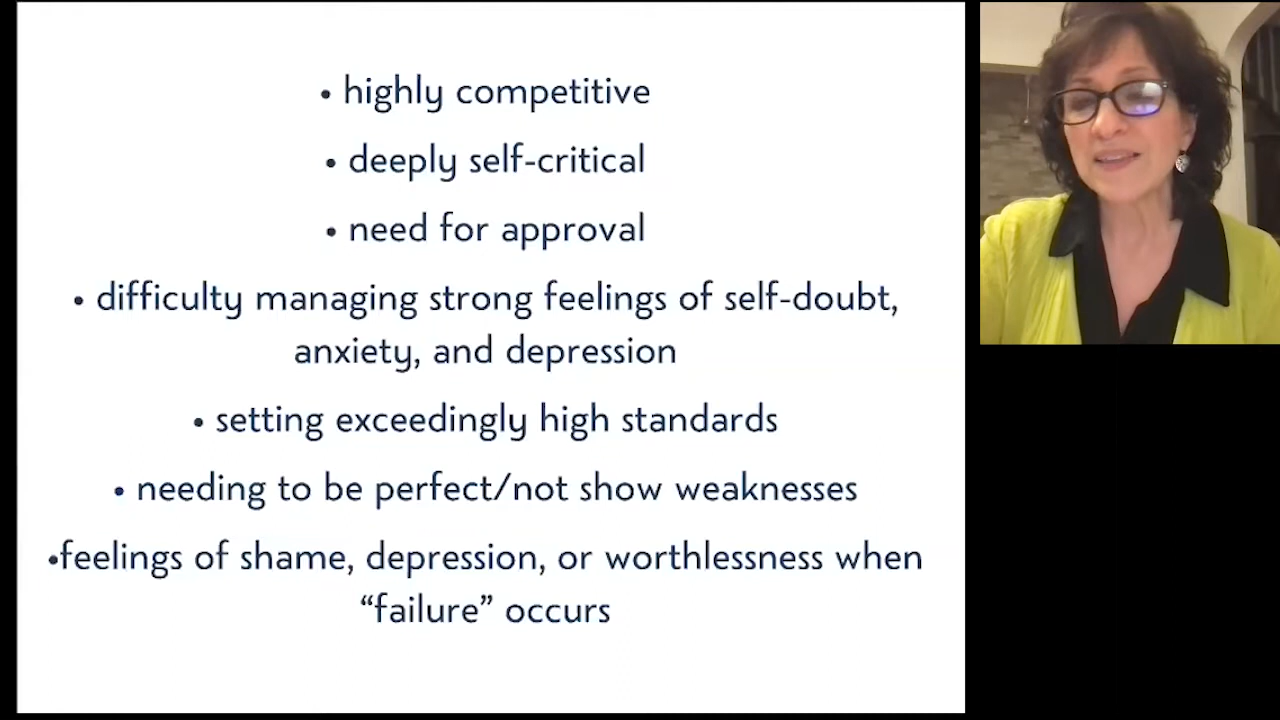 • highly competitive
• deeply self-critical
• need for approval
• difficulty managing strong feelings of self-doubt,
anxiety, and depression
• setting exceedingly high standards
• needing to be perfect/not show weaknesses
•feelings of shame, depression, or worthlessness when
“failure” occurs